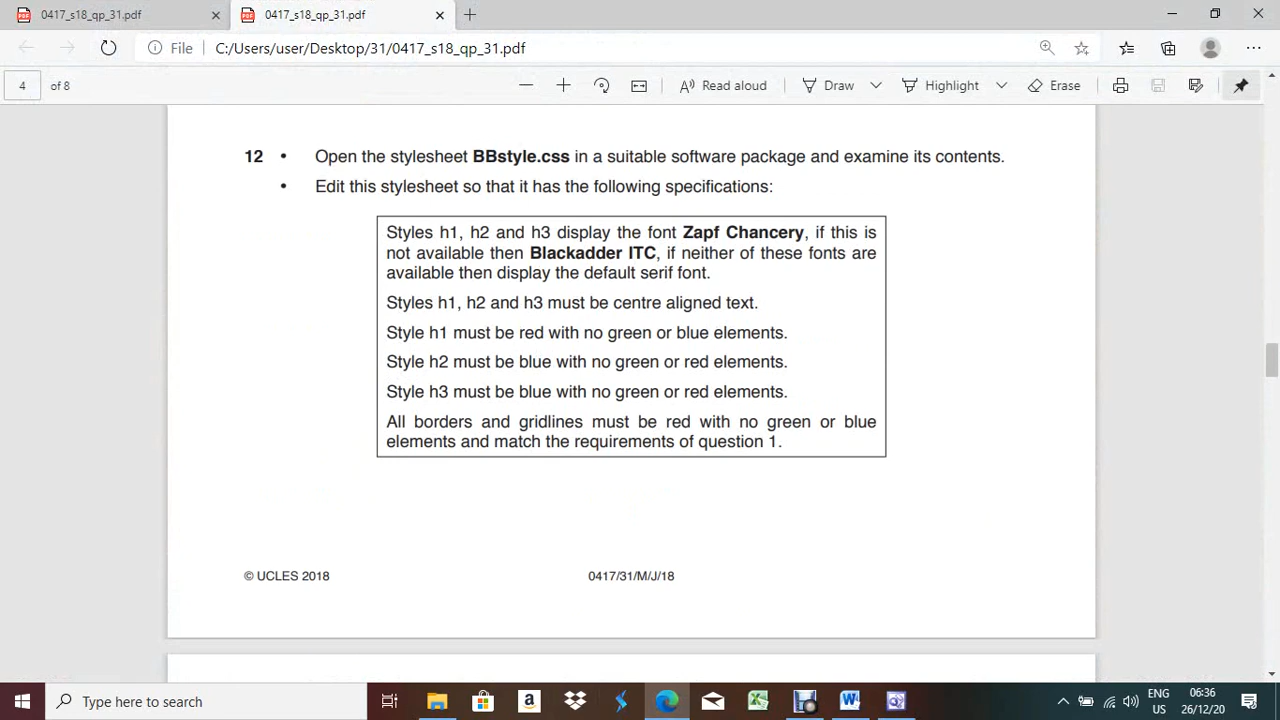 0417_s18_qp_31.pdf
0417_s18_qp_31.pdf
File C:/Users/user/Desktop/31/0417_s18_qp_31.pdf
4 of 8 Read aloud Draw Highlight Erase
12 • Open the stylesheet BBstyle.css in a suitable software package and examine its contents.
• Edit this stylesheet so that it has the following specifications:
Styles h1, h2 and h3 display the font Zapf Chancery, if this is
not available then Blackadder ITC, if neither of these fonts are
available then display the default serif font.
Styles h1, h2 and h3 must be centre aligned text.
Style h1 must be red with no green or blue elements.
Style h2 must be blue with no green or red elements.
Style h3 must be blue with no green or red elements.
All borders and gridlines must be red with no green or blue
elements and match the requirements of question 1.
© UCLES 2018 0417/31/M/J/18
Type here to search
ENG 06:36
US 26/12/20